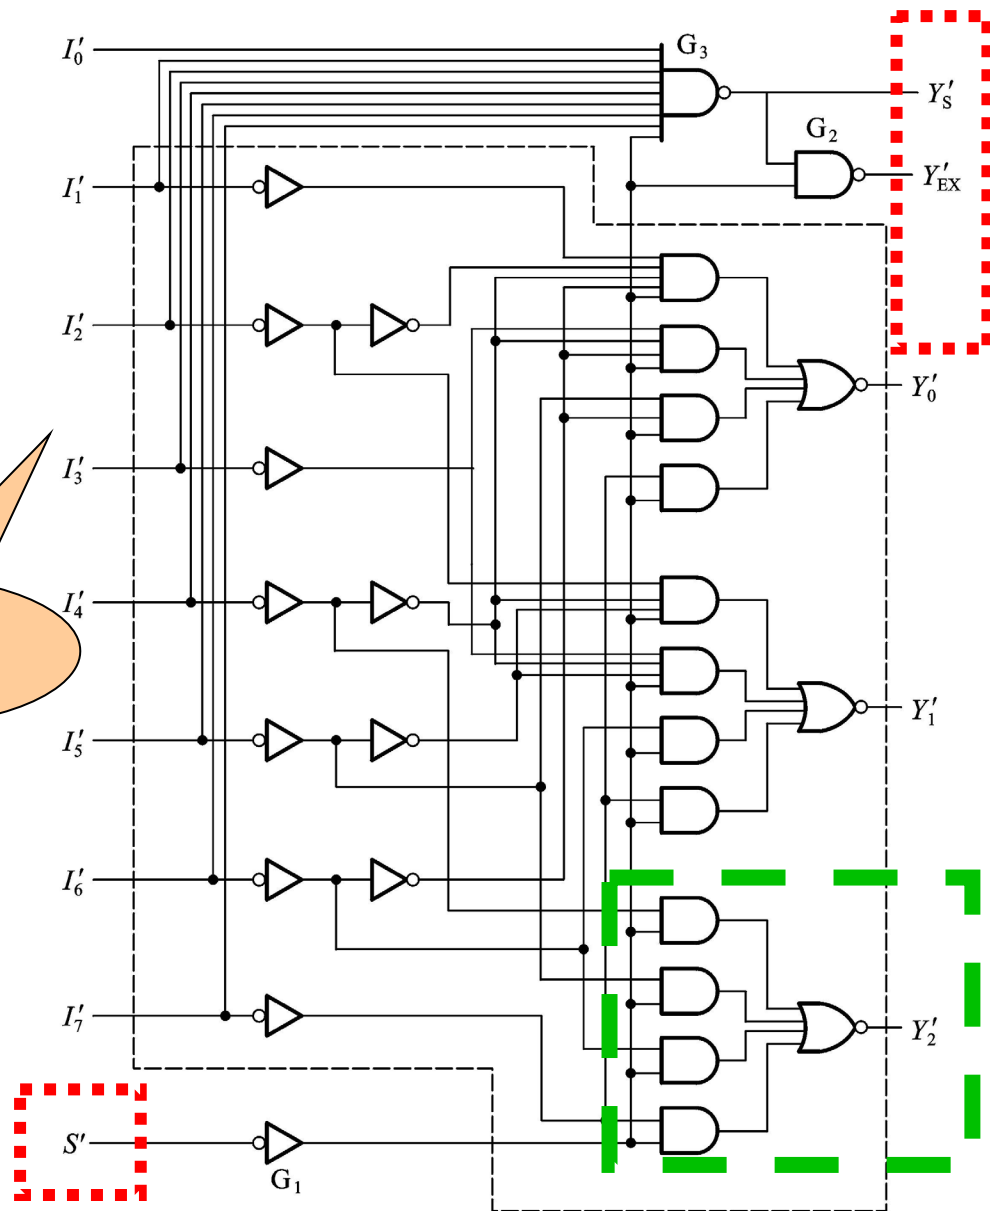 I′₀
G₃
Y′S
G₂
Y′EX
I′₁
I′₂
Y′₀
I′₃
I′₄
Y′₁
I′₅
I′₆
I′₇
Y′₂
S′
G₁